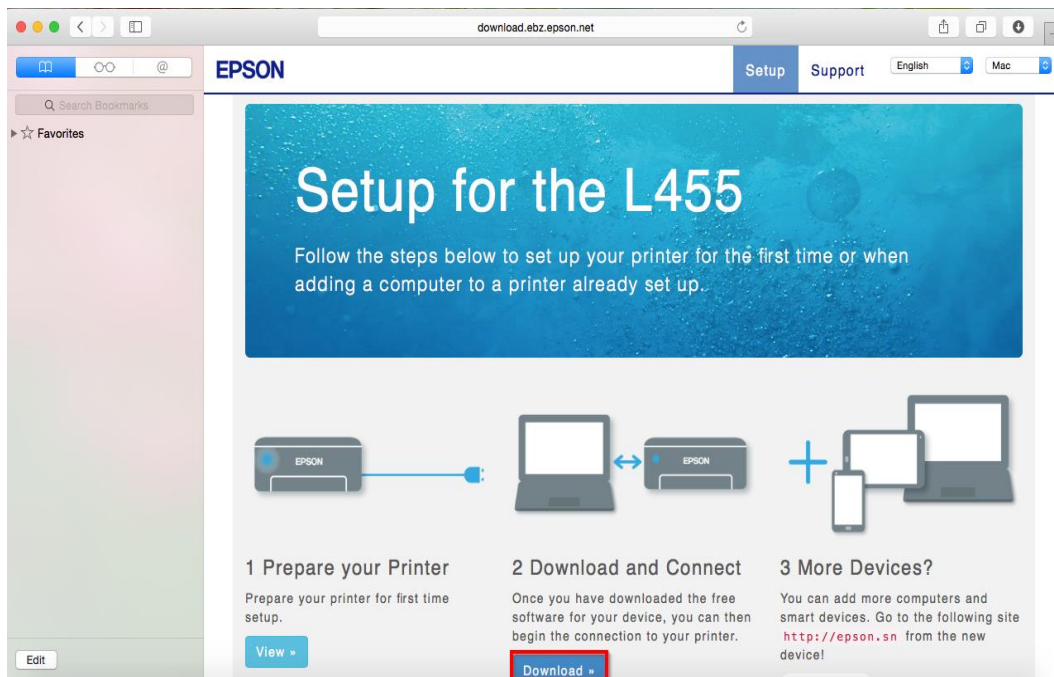 download.ebz.epson.net
@
Search Bookmarks
Favorites
EPSON
Setup
Support
English
Mac
Setup for the L455
Follow the steps below to set up your printer for the first time or when
adding a computer to a printer already set up.
EPSON
EPSON
1 Prepare your Printer
Prepare your printer for first time
setup.
View »
2 Download and Connect
Once you have downloaded the free
software for your device, you can then
begin the connection to your printer.
Download »
3 More Devices?
You can add more computers and
smart devices. Go to the following site
http://epson.sn from the new
device!
Edit